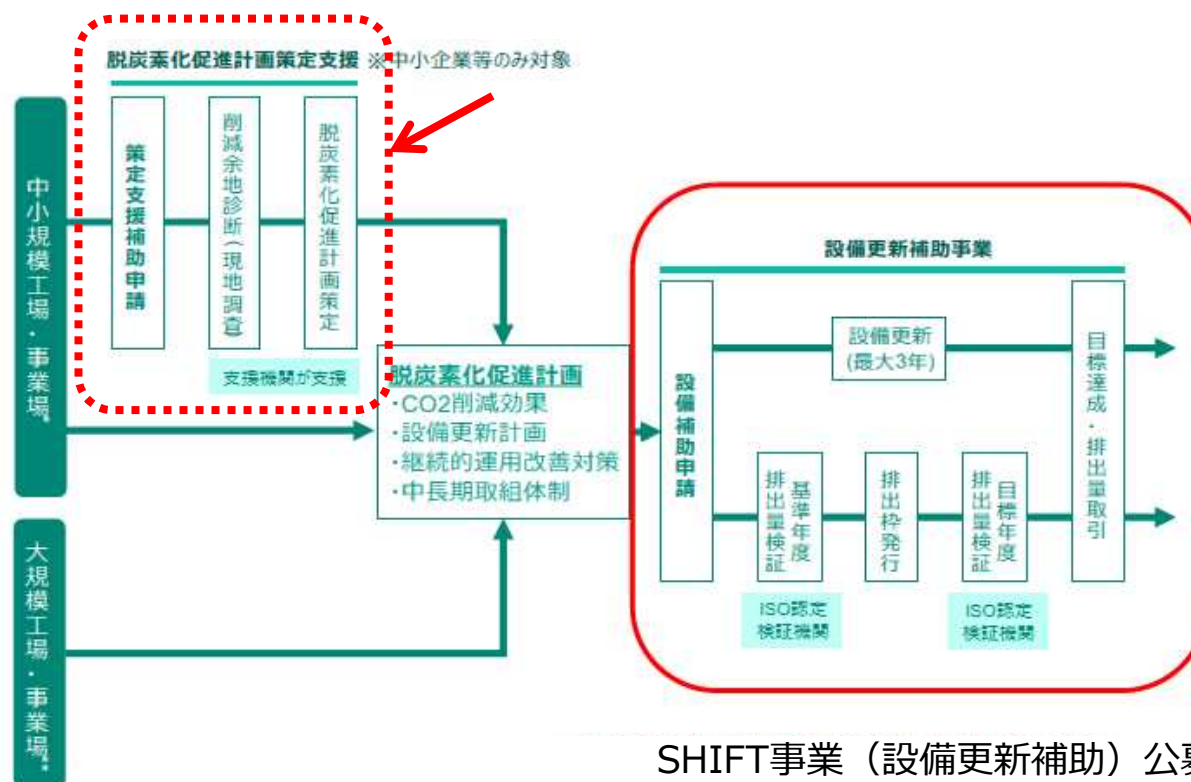 脱炭素化促進計画策定支援 ※中小企業等のみ対象
中小規模工場・事業場*
策定支援補助申請
削減余地診断(現地調査)
脱炭素化促進計画策定
支援機関が支援
大規模工場・事業場*
脱炭素化促進計画
・CO2削減効果
・設備更新計画
・継続的運用改善対策
・中長期取組体制
設備更新補助事業
設備補助申請
設備更新
(最大3年)
基準年度
排出量検証
排出枠発行
目標年度
排出量検証
目標達成・排出量取引
ISO認定
検証機関
ISO認定
検証機関
SHIFT事業（設備更新補助）公